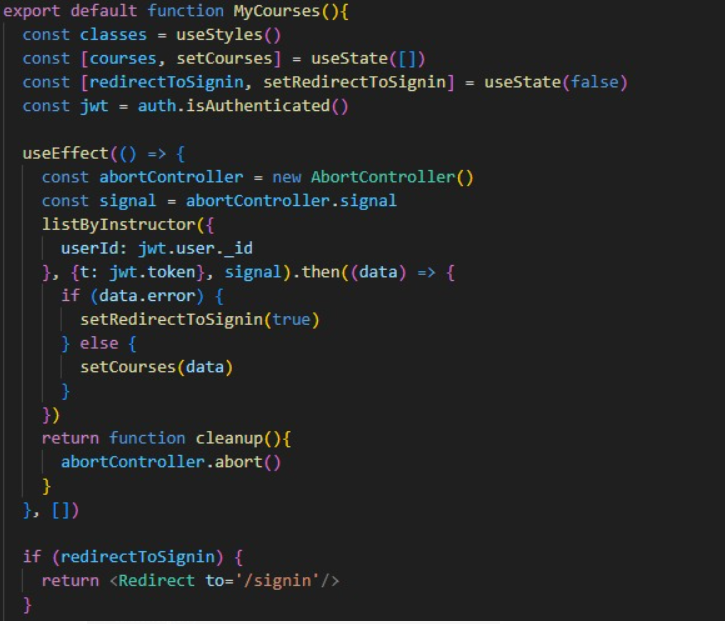 export default function MyCourses(){
  const classes = useStyles()
  const [courses, setCourses] = useState([])
  const [redirectToSignin, setRedirectToSignin] = useState(false)
  const jwt = auth.isAuthenticated()

  useEffect(() => {
    const abortController = new AbortController()
    const signal = abortController.signal
    listByInstructor({
      userId: jwt.user._id
    }, {t: jwt.token}, signal).then((data) => {
      if (data.error) {
        setRedirectToSignin(true)
      } else {
        setCourses(data)
      }
    })
    return function cleanup(){
      abortController.abort()
    }
  }, [])

  if (redirectToSignin) {
    return <Redirect to='/signin'/>
  }